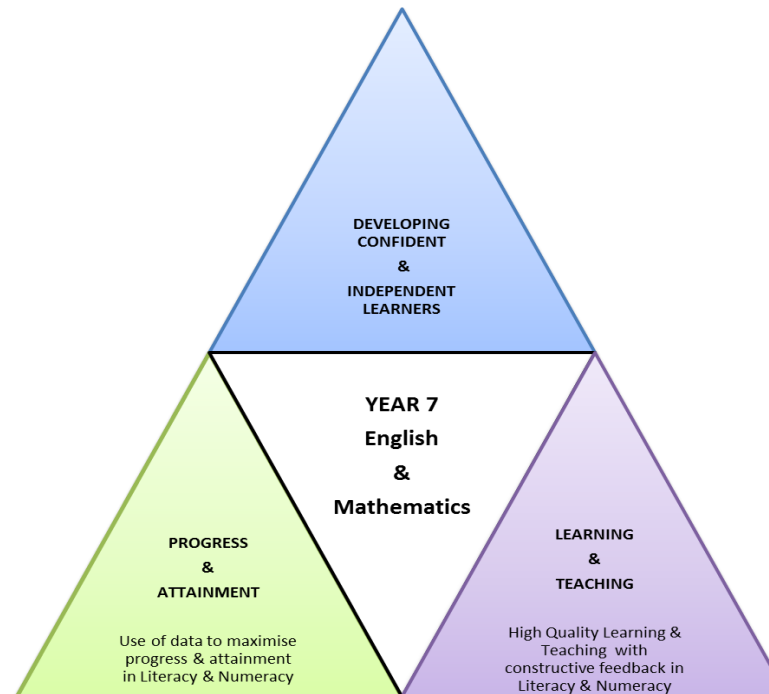 DEVELOPING
CONFIDENT
&
INDEPENDENT
LEARNERS
YEAR 7
English
&
Mathematics
PROGRESS
&
ATTAINMENT
Use of data to maximise
progress & attainment
in Literacy & Numeracy
LEARNING
&
TEACHING
High Quality Learning &
Teaching with
constructive feedback in
Literacy & Numeracy